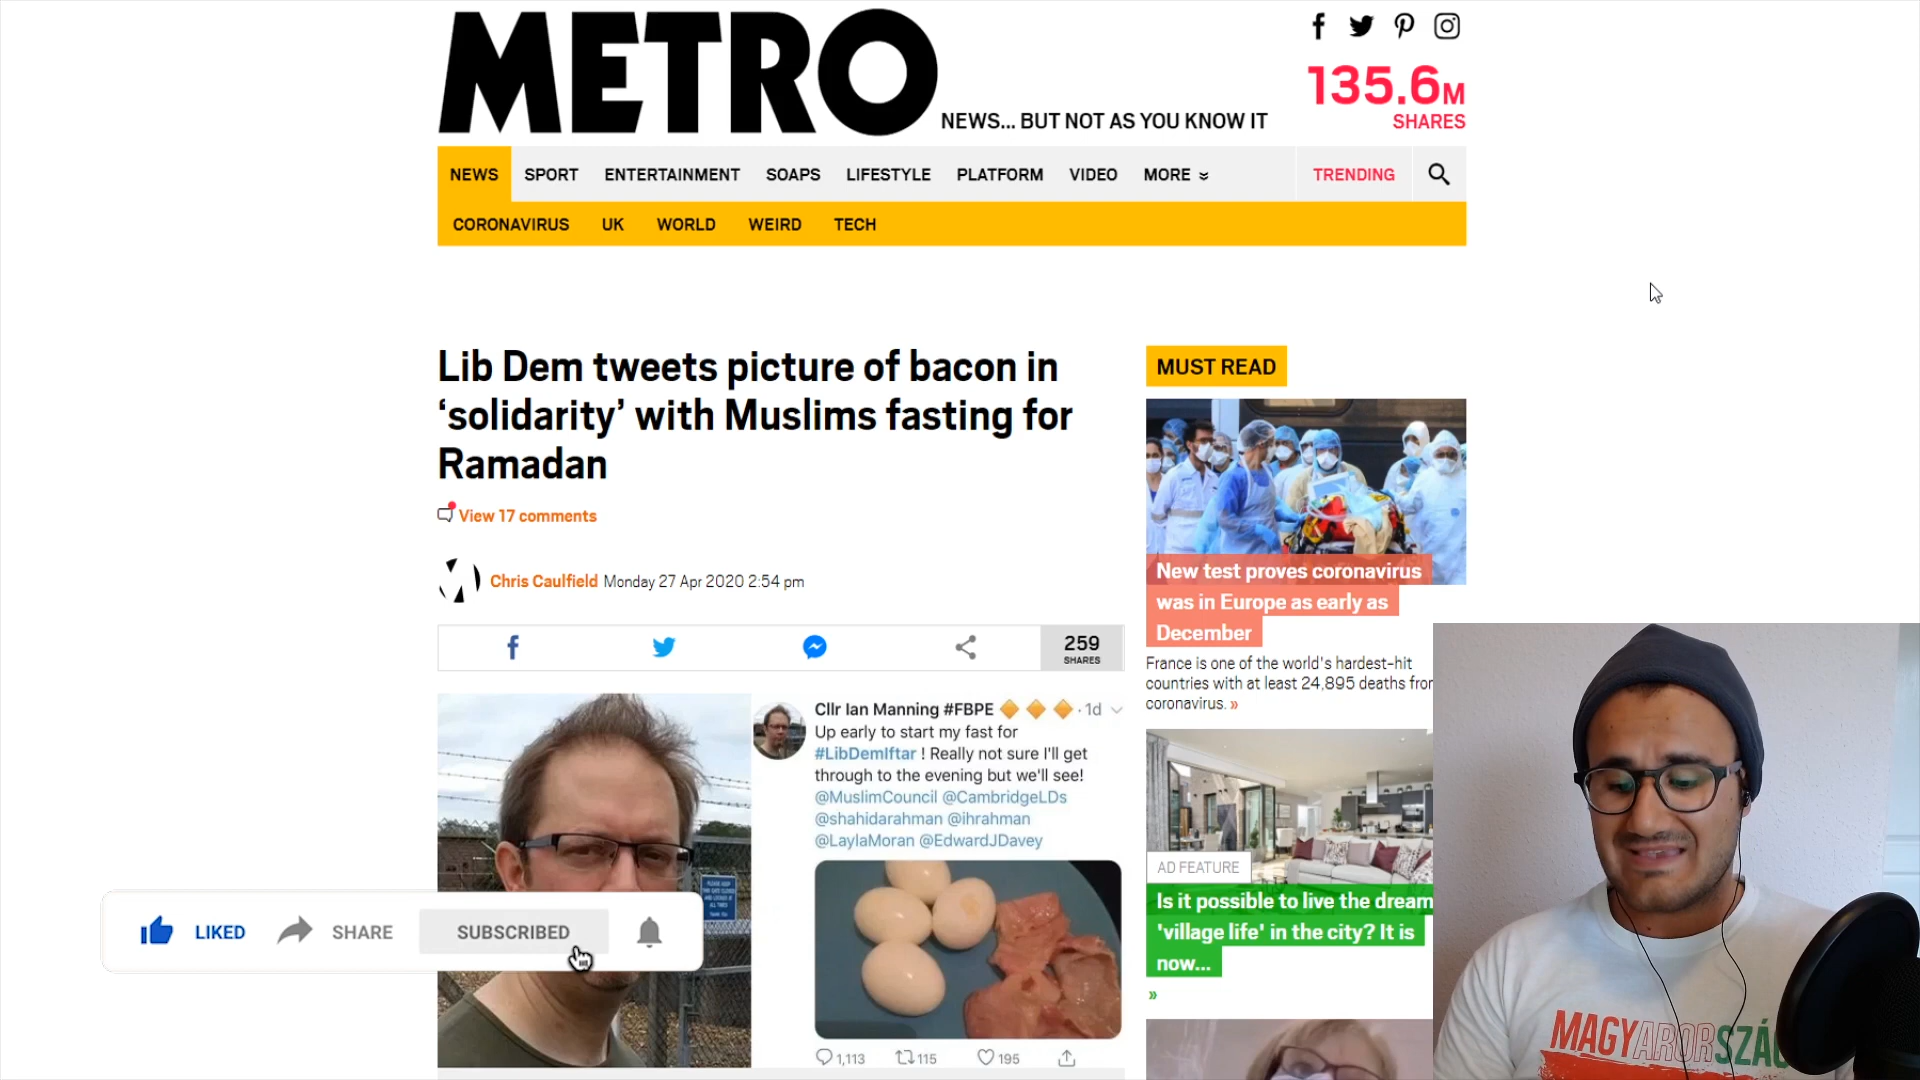 METRO
NEWS... BUT NOT AS YOU KNOW IT
135.6M
SHARES
NEWS SPORT ENTERTAINMENT SOAPS LIFESTYLE PLATFORM VIDEO MORE TRENDING
CORONAVIRUS UK WORLD WEIRD TECH
Lib Dem tweets picture of bacon in
‘solidarity’ with Muslims fasting for
Ramadan
View 17 comments
Chris Caulfield Monday 27 Apr 2020 2:54 pm
259
SHARES
Cllr Ian Manning #FBPE 🔶 🔶 🔶 · 1d
Up early to start my fast for
#LibDemIftar ! Really not sure I'll get
through to the evening but we'll see!
@MuslimCouncil @CambridgeLDs
@shahidarahman @ihrahman
@LaylaMoran @EdwardJDavey
1,113 115 195
MUST READ
New test proves coronavirus
was in Europe as early as
December
France is one of the world's hardest-hit
countries with at least 24,895 deaths from
coronavirus. »
AD FEATURE
Is it possible to live the dream
'village life' in the city? It is
now...
»
LIKED SHARE SUBSCRIBED
MAGYARORSZÁG